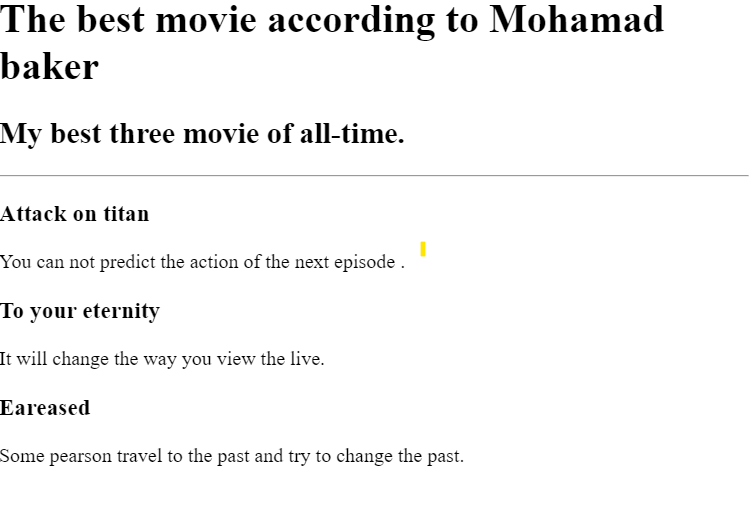 The best movie according to Mohamad
baker
My best three movie of all-time.
Attack on titan
You can not predict the action of the next episode .
To your eternity
It will change the way you view the live.
Eareased
Some pearson travel to the past and try to change the past.